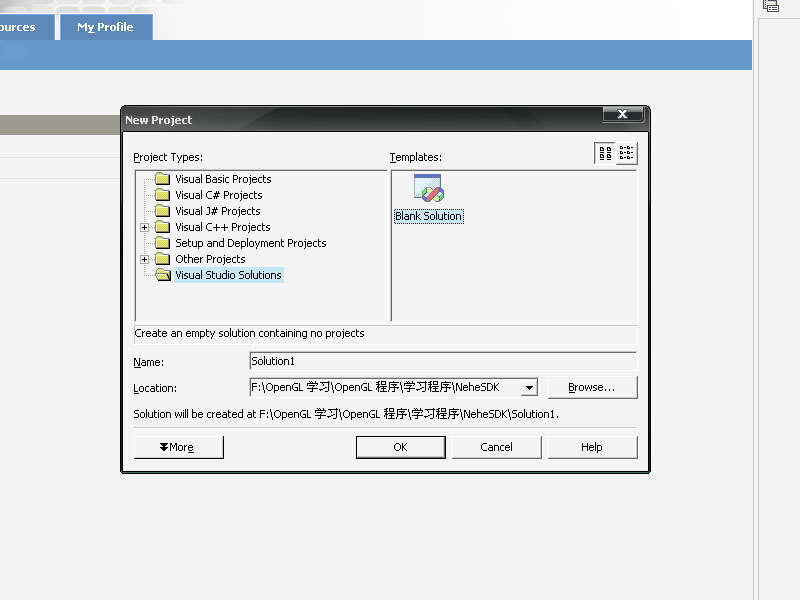 ources
My Profile
New Project
Project Types:
Templates:
Visual Basic Projects
Visual C# Projects
Visual J# Projects
Visual C++ Projects
Setup and Deployment Projects
Other Projects
Visual Studio Solutions
Blank Solution
Create an empty solution containing no projects
Name:
Solution1
Location:
F:\OpenGL 学习\OpenGL 程序\学习程序\NeheSDK
Browse...
Solution will be created at F:\OpenGL 学习\OpenGL 程序\学习程序\NeheSDK\Solution1.
More
OK
Cancel
Help